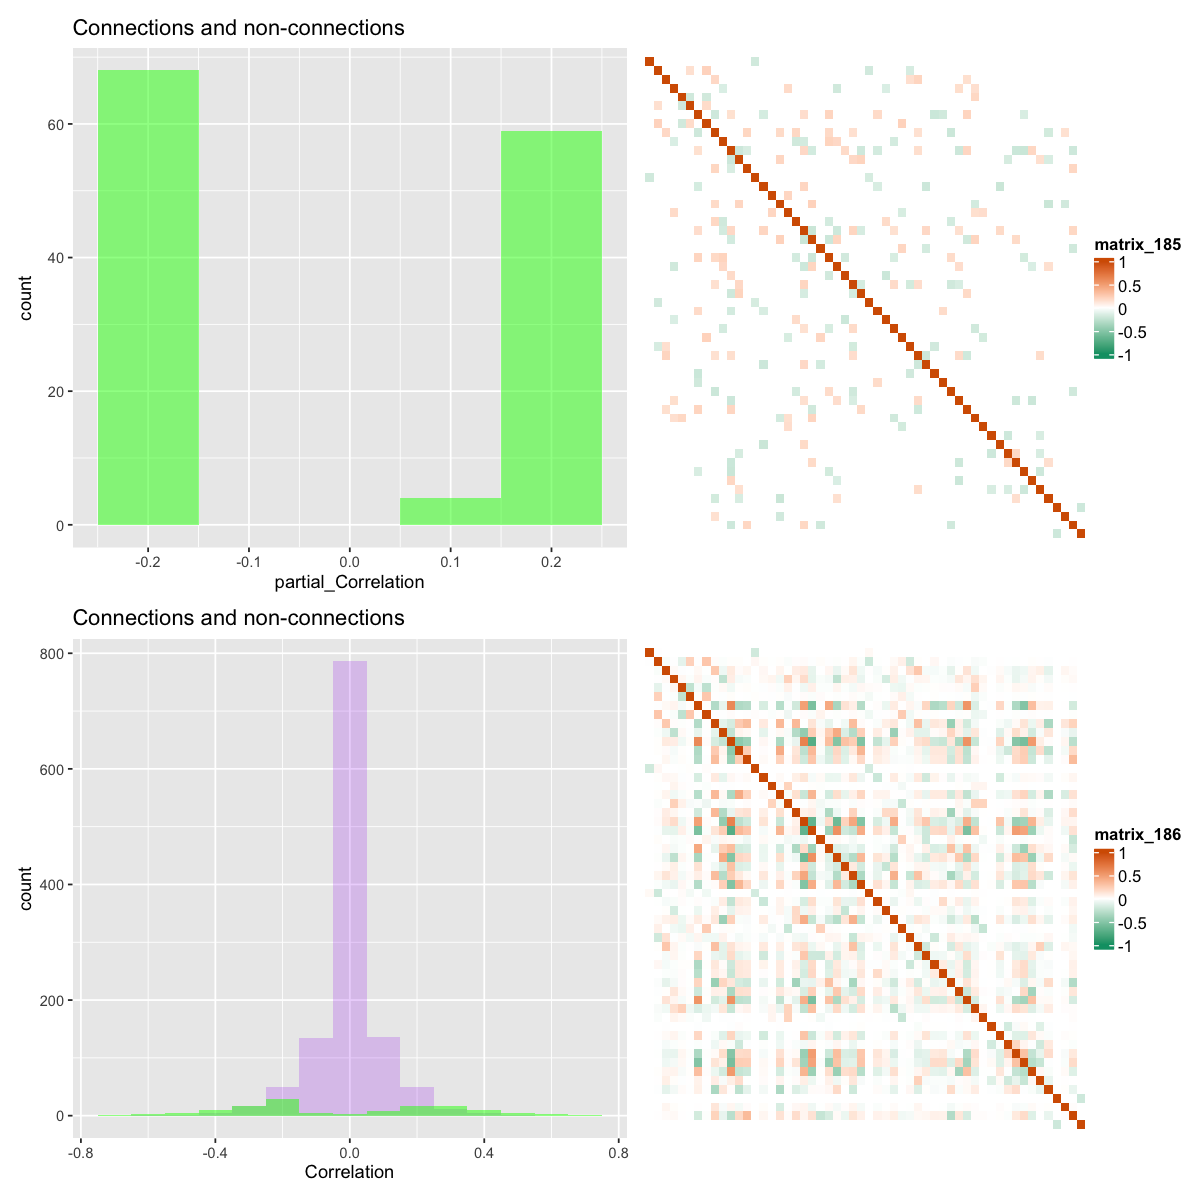 Connections and non-connections
60
40
20
0
count
-0.2 -0.1 0.0 0.1 0.2
partial_Correlation
matrix_185
1
0.5
0
-0.5
-1
Connections and non-connections
800
600
400
200
0
count
-0.8 -0.4 0.0 0.4 0.8
Correlation
matrix_186
1
0.5
0
-0.5
-1